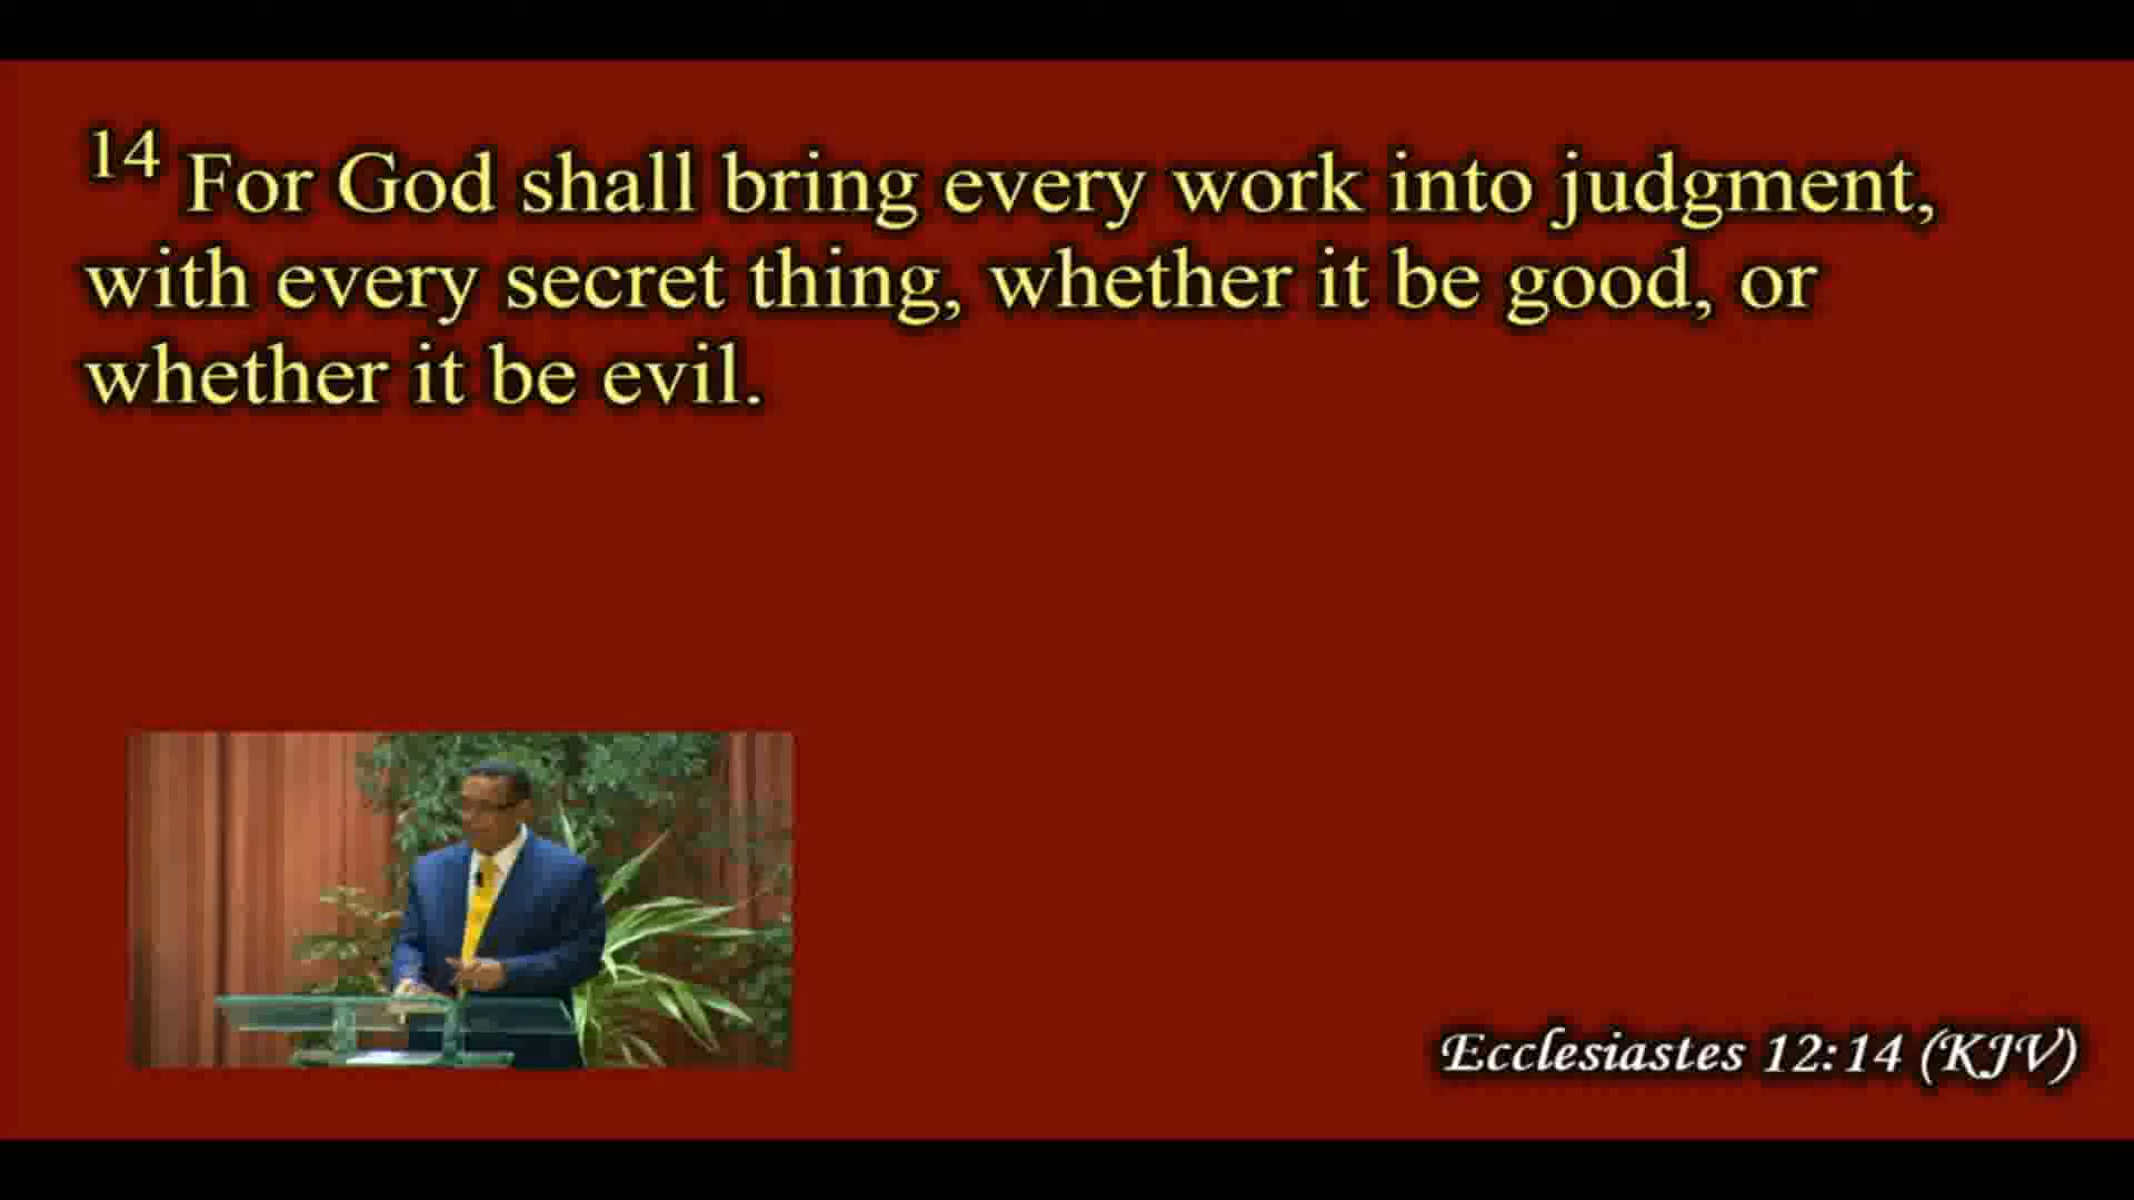 14 For God shall bring every work into judgment,
with every secret thing, whether it be good, or
whether it be evil.
Ecclesiastes 12:14 (KJV)